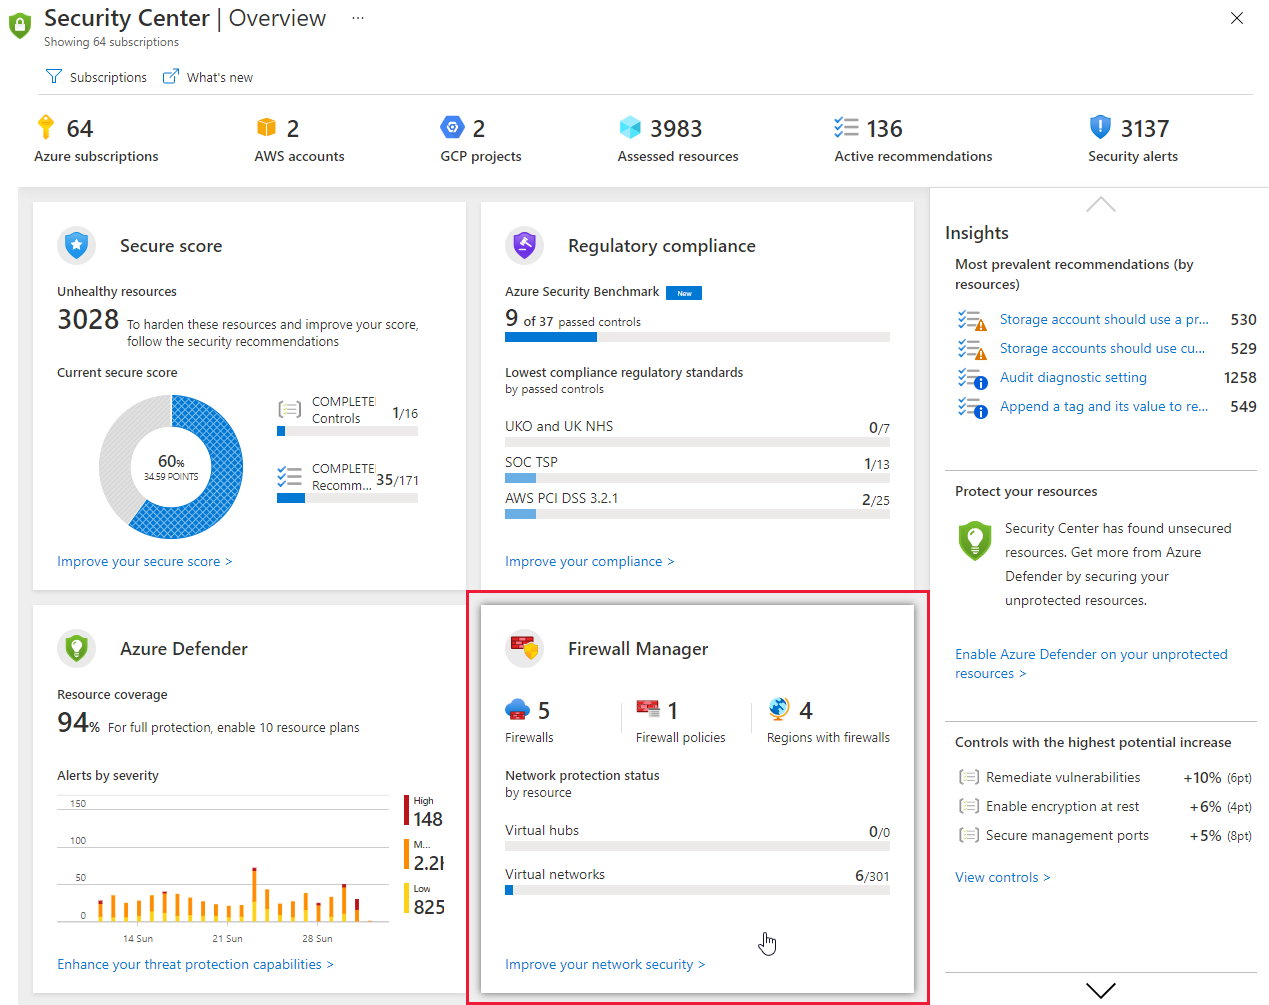 Security Center | Overview ...
Showing 64 subscriptions
Subscriptions What's new
64
Azure subscriptions
2
AWS accounts
2
GCP projects
3983
Assessed resources
136
Active recommendations
3137
Security alerts
Secure score
Unhealthy resources
3028 To harden these resources and improve your score,
follow the security recommendations
Current secure score
60%
34.59 POINTS
COMPLETE
Controls 1/16
COMPLETE
Recomm... 35/171
Improve your secure score >
Regulatory compliance
Azure Security Benchmark New
9 of 37 passed controls
Lowest compliance regulatory standards
by passed controls
UKO and UK NHS 0/7
SOC TSP 1/13
AWS PCI DSS 3.2.1 2/25
Improve your compliance >
Azure Defender
Resource coverage
94% For full protection, enable 10 resource plans
Alerts by severity
150
100
50
0
14 Sun 21 Sun 28 Sun
High
148
M...
2.2
Low
825
Enhance your threat protection capabilities >
Firewall Manager
5
Firewalls
1
Firewall policies
4
Regions with firewalls
Network protection status
by resource
Virtual hubs 0/0
Virtual networks 6/301
Improve your network security >
Insights
Most prevalent recommendations (by
resources)
Storage account should use a pr... 530
Storage accounts should use cu... 529
Audit diagnostic setting 1258
Append a tag and its value to re... 549
Protect your resources
Security Center has found unsecured
resources. Get more from Azure
Defender by securing your
unprotected resources.
Enable Azure Defender on your unprotected
resources >
Controls with the highest potential increase
Remediate vulnerabilities +10% (6pt)
Enable encryption at rest +6% (4pt)
Secure management ports +5% (8pt)
View controls >